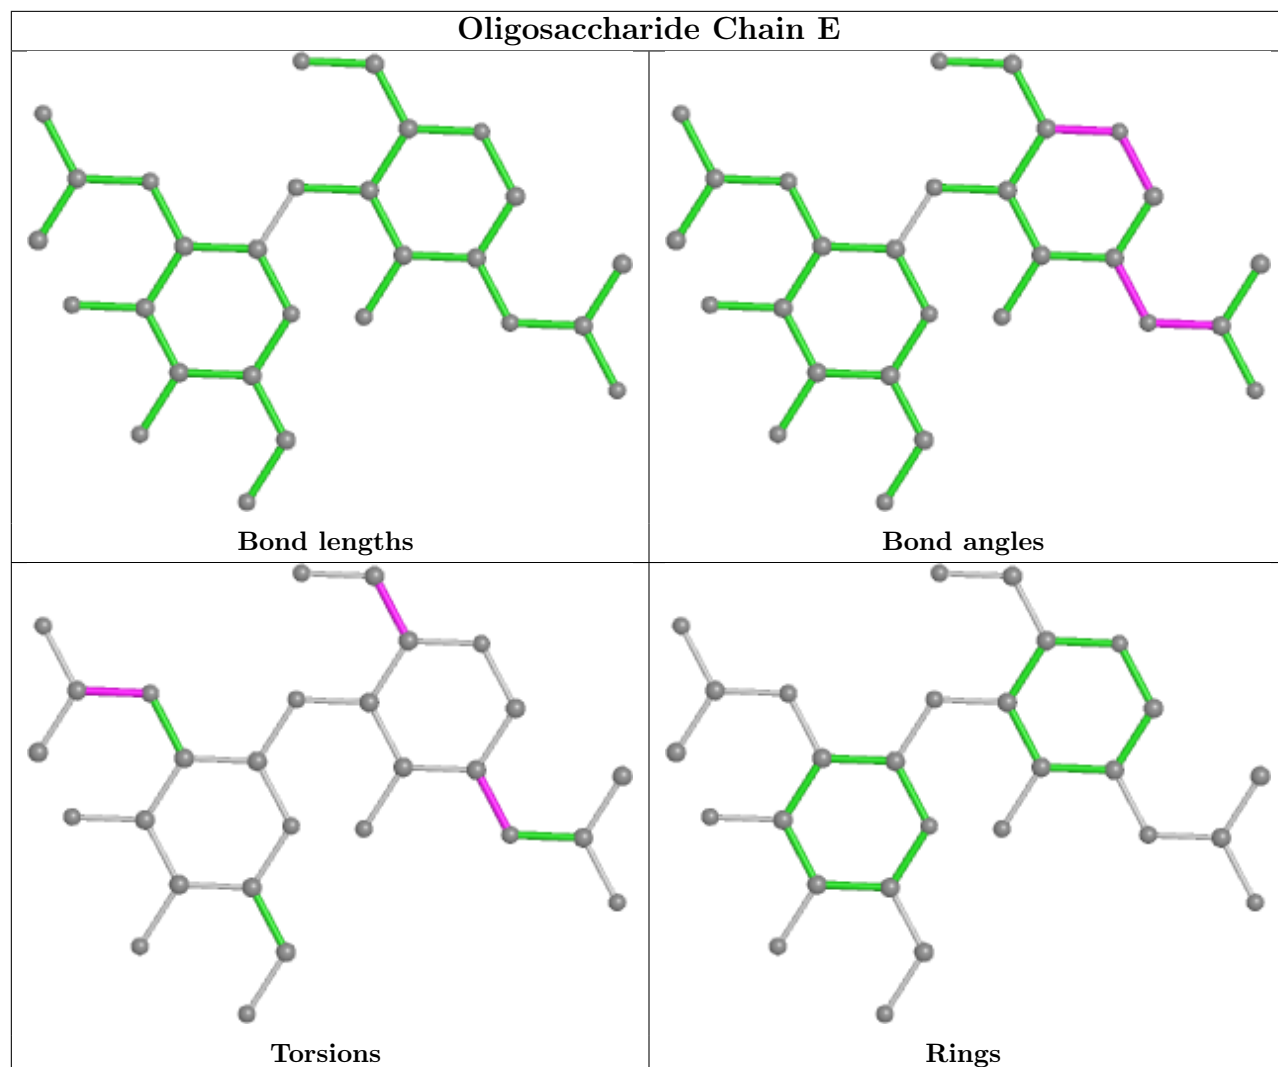 Oligosaccharide Chain E
Bond lengths
Bond angles
Torsions
Rings